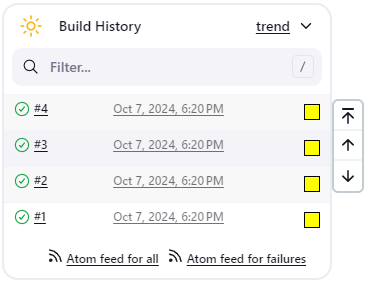 Build History trend
Filter... /
#4 Oct 7, 2024, 6:20 PM
#3 Oct 7, 2024, 6:20 PM
#2 Oct 7, 2024, 6:20 PM
#1 Oct 7, 2024, 6:20 PM
Atom feed for all Atom feed for failures